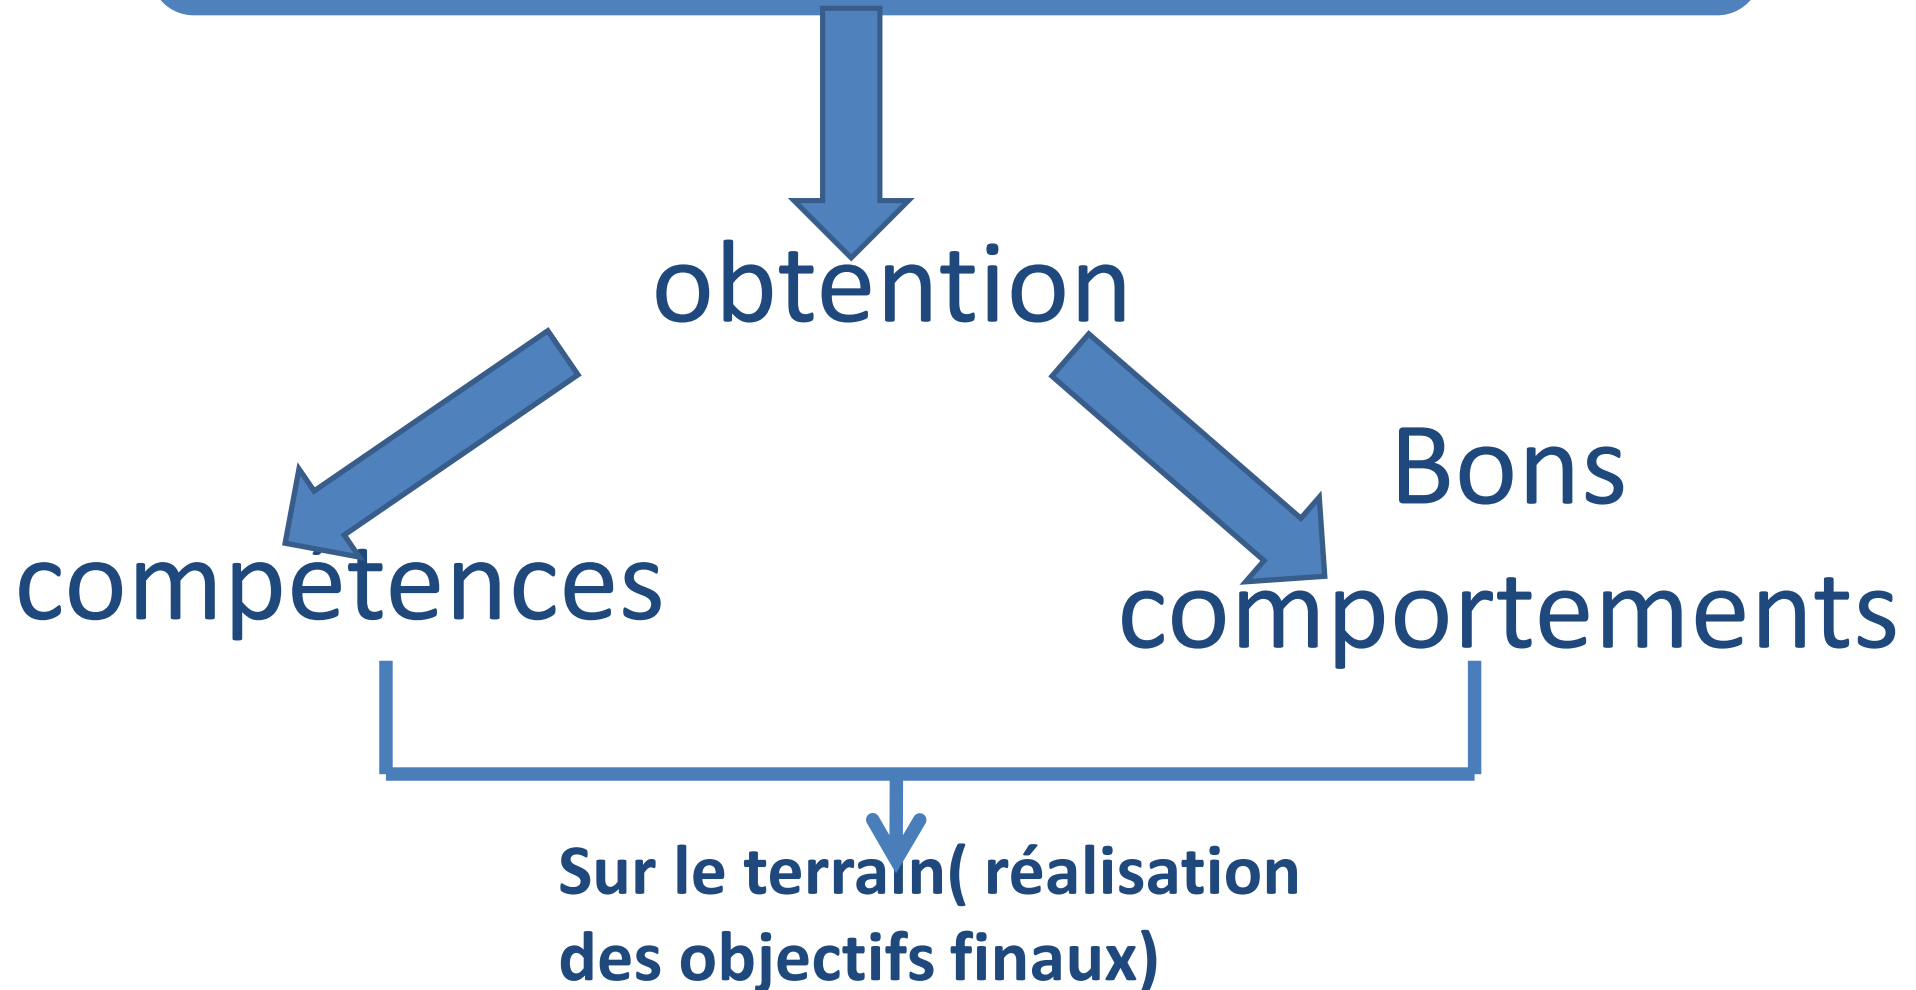 obtention
Bons
compétences
comportements
Sur le terrain( réalisation
des objectifs finaux)